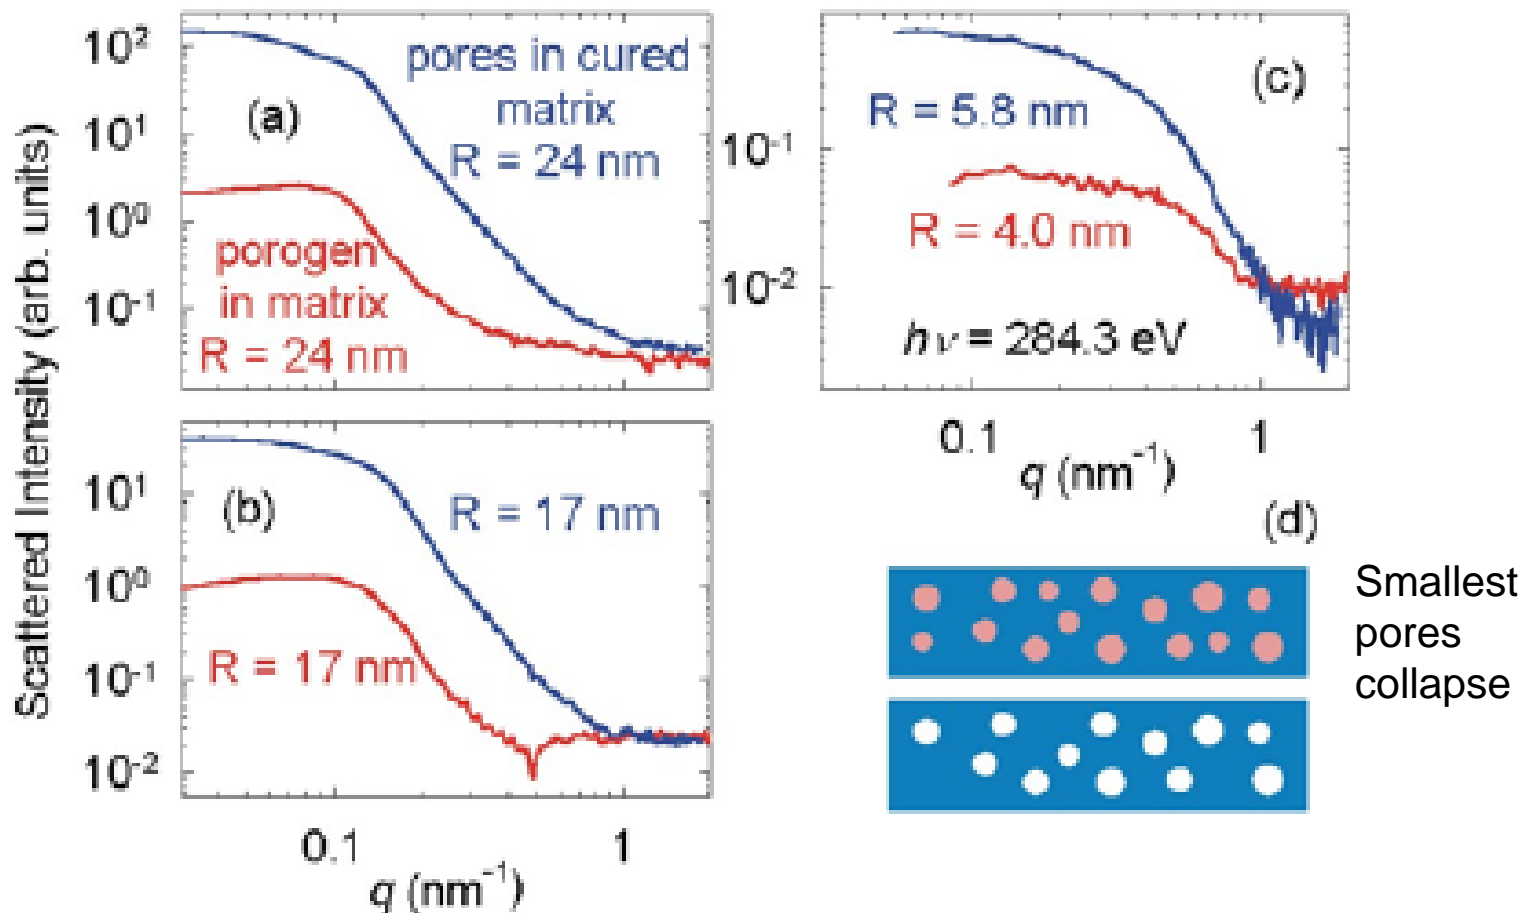 Scattered Intensity (arb. units)
10²
10¹
10⁰
10⁻¹
(a)
pores in cured
matrix
R = 24 nm
porogen
in matrix
R = 24 nm
10¹
10⁰
10⁻¹
10⁻²
(b)
R = 17 nm
R = 17 nm
0.1
1
q (nm⁻¹)
10⁻¹
10⁻²
(c)
R = 5.8 nm
R = 4.0 nm
hν = 284.3 eV
0.1
1
q (nm⁻¹)
(d)
Smallest
pores
collapse